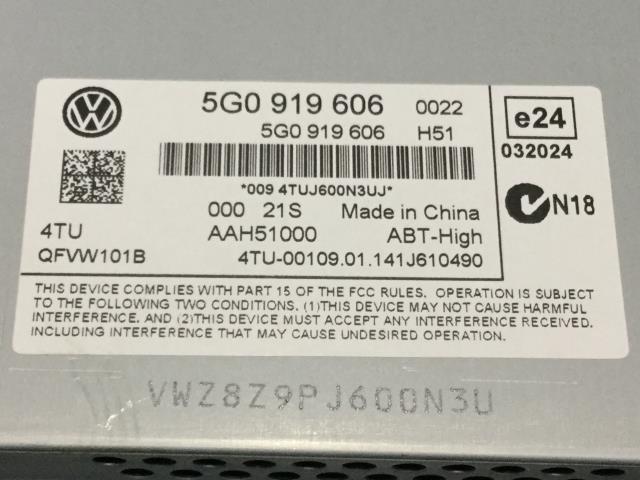 5G0 919 606 0022
5G0 919 606 H51
*009 4TUJ600N3UJ*
000 21S Made in China
4TU AAH51000 ABT-High
QFVW101B 4TU-00109.01.141J610490
e24
032024
N18
THIS DEVICE COMPLIES WITH PART 15 OF THE FCC RULES. OPERATION IS SUBJECT
TO THE FOLLOWING TWO CONDITIONS. (1)THIS DEVICE MAY NOT CAUSE HARMFUL
INTERFERENCE. AND (2)THIS DEVICE MUST ACCEPT ANY INTERFERENCE RECEIVED.
INCLUDING INTERFERENCE THAT MAY CAUSE UNDESIRED OPERATION.
VWZ8Z9PJ600N3U